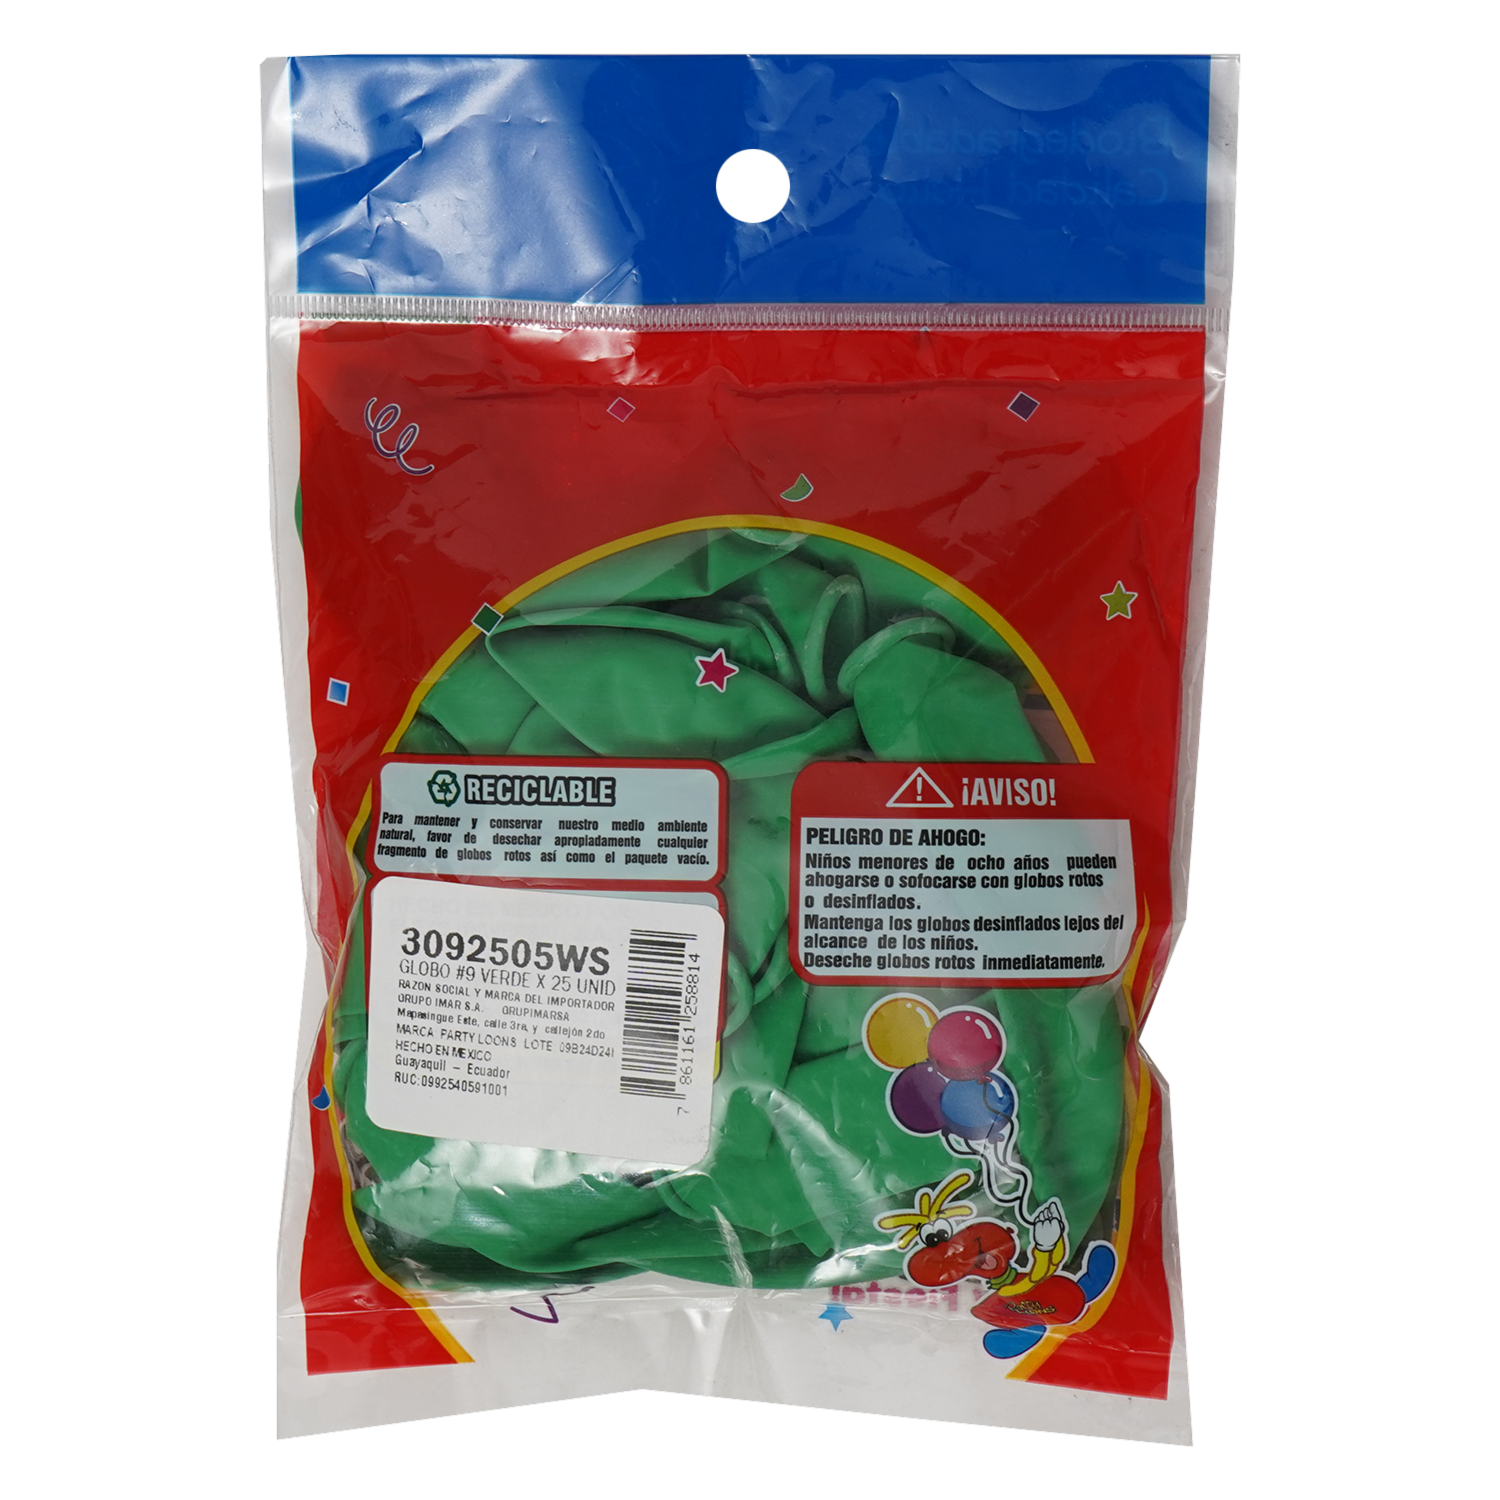 RECICLABLE
Para mantener y conservar nuestro medio ambiente
natural, favor de desechar apropiadamente cualquier
fragmento de globos rotos así como el paquete vacío.
¡AVISO!
PELIGRO DE AHOGO:
Niños menores de ocho años pueden
ahogarse o sofocarse con globos rotos
o desinflados.
Mantenga los globos desinflados lejos del
alcance de los niños.
Deseche globos rotos inmediatamente.
3092505WS
GLOBO #9 VERDE X 25 UNID
RAZON SOCIAL Y MARCA DEL IMPORTADOR
GRUPO IMAR S.A. GRUPIMARSA
Mapasingue Este, calle 3ra, y callejón 2do
MARCA PARTYLOONS LOTE 09B24D24I
HECHO EN MEXICO
Guayaquil – Ecuador
RUC:0992540591001
7 861161 258814